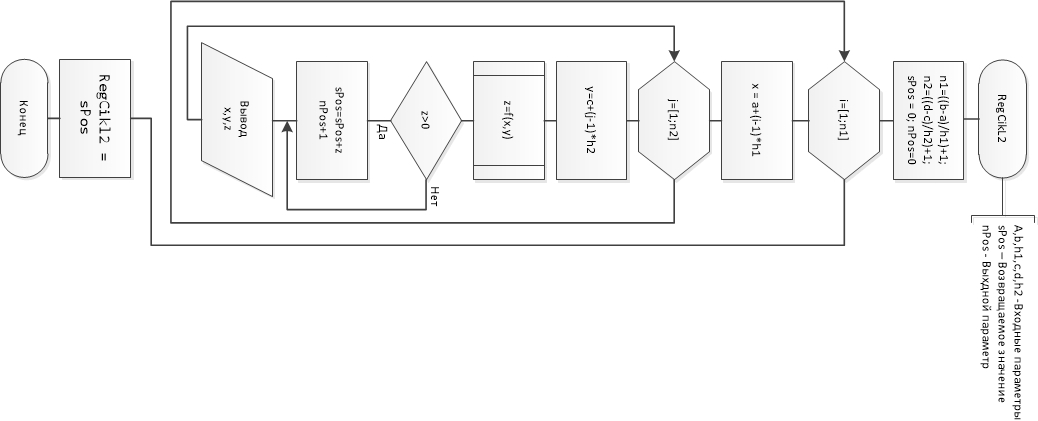 RegCikL2
A,b,h1,c,d,h2 -Входные параметры
sPos – Возвращаемое значение
nPos - Выхдной параметр
n1=((b-a)/h1)+1;
n2=((d-c)/h2)+1;
sPos = 0; nPos=0
i=[1;n1]
x = a+(i-1)*h1
j=[1;n2]
y=c+(j-1)*h2
z=f(x,y)
z>0
Нет
Да
sPos=sPos+z
nPos+1
Вывод
x,y,z
RegCikl2 =
sPos
Конец